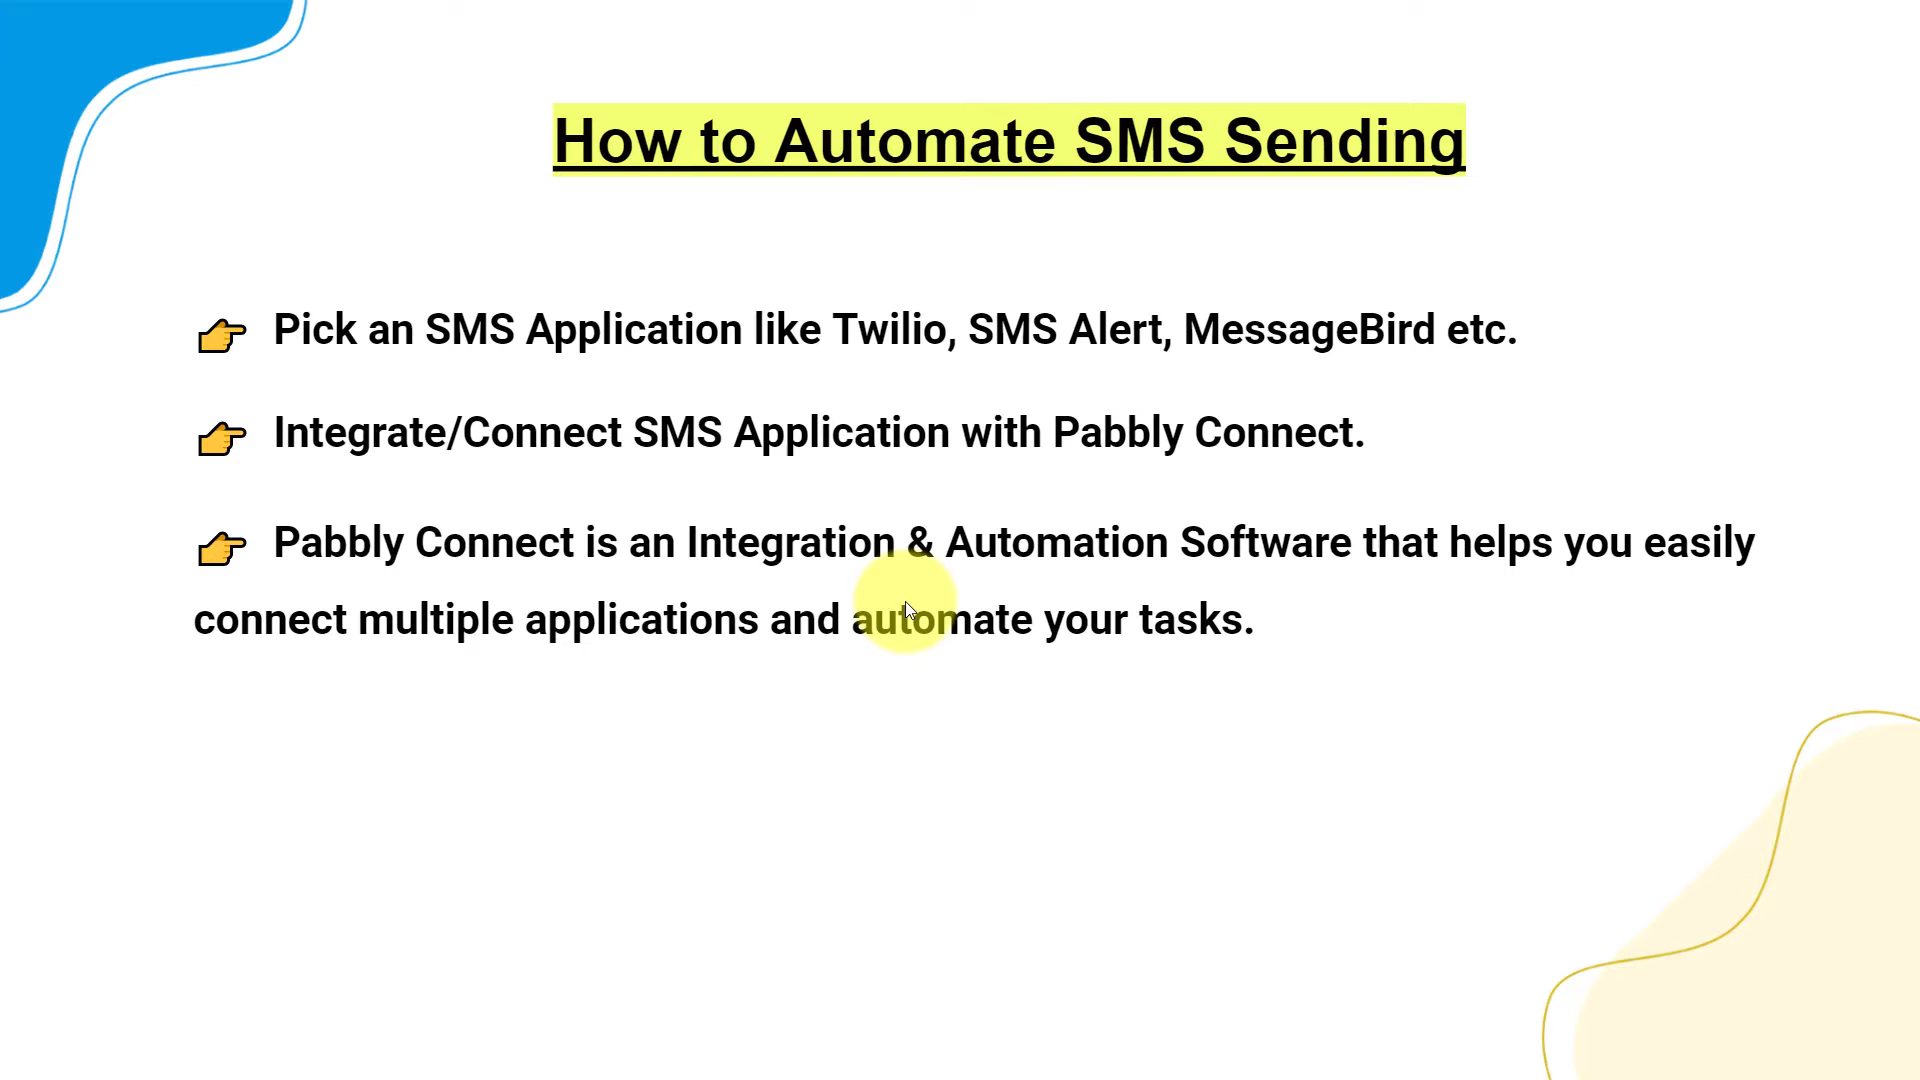 How to Automate SMS Sending
👉 Pick an SMS Application like Twilio, SMS Alert, MessageBird etc.
👉 Integrate/Connect SMS Application with Pabbly Connect.
👉 Pabbly Connect is an Integration & Automation Software that helps you easily
connect multiple applications and automate your tasks.